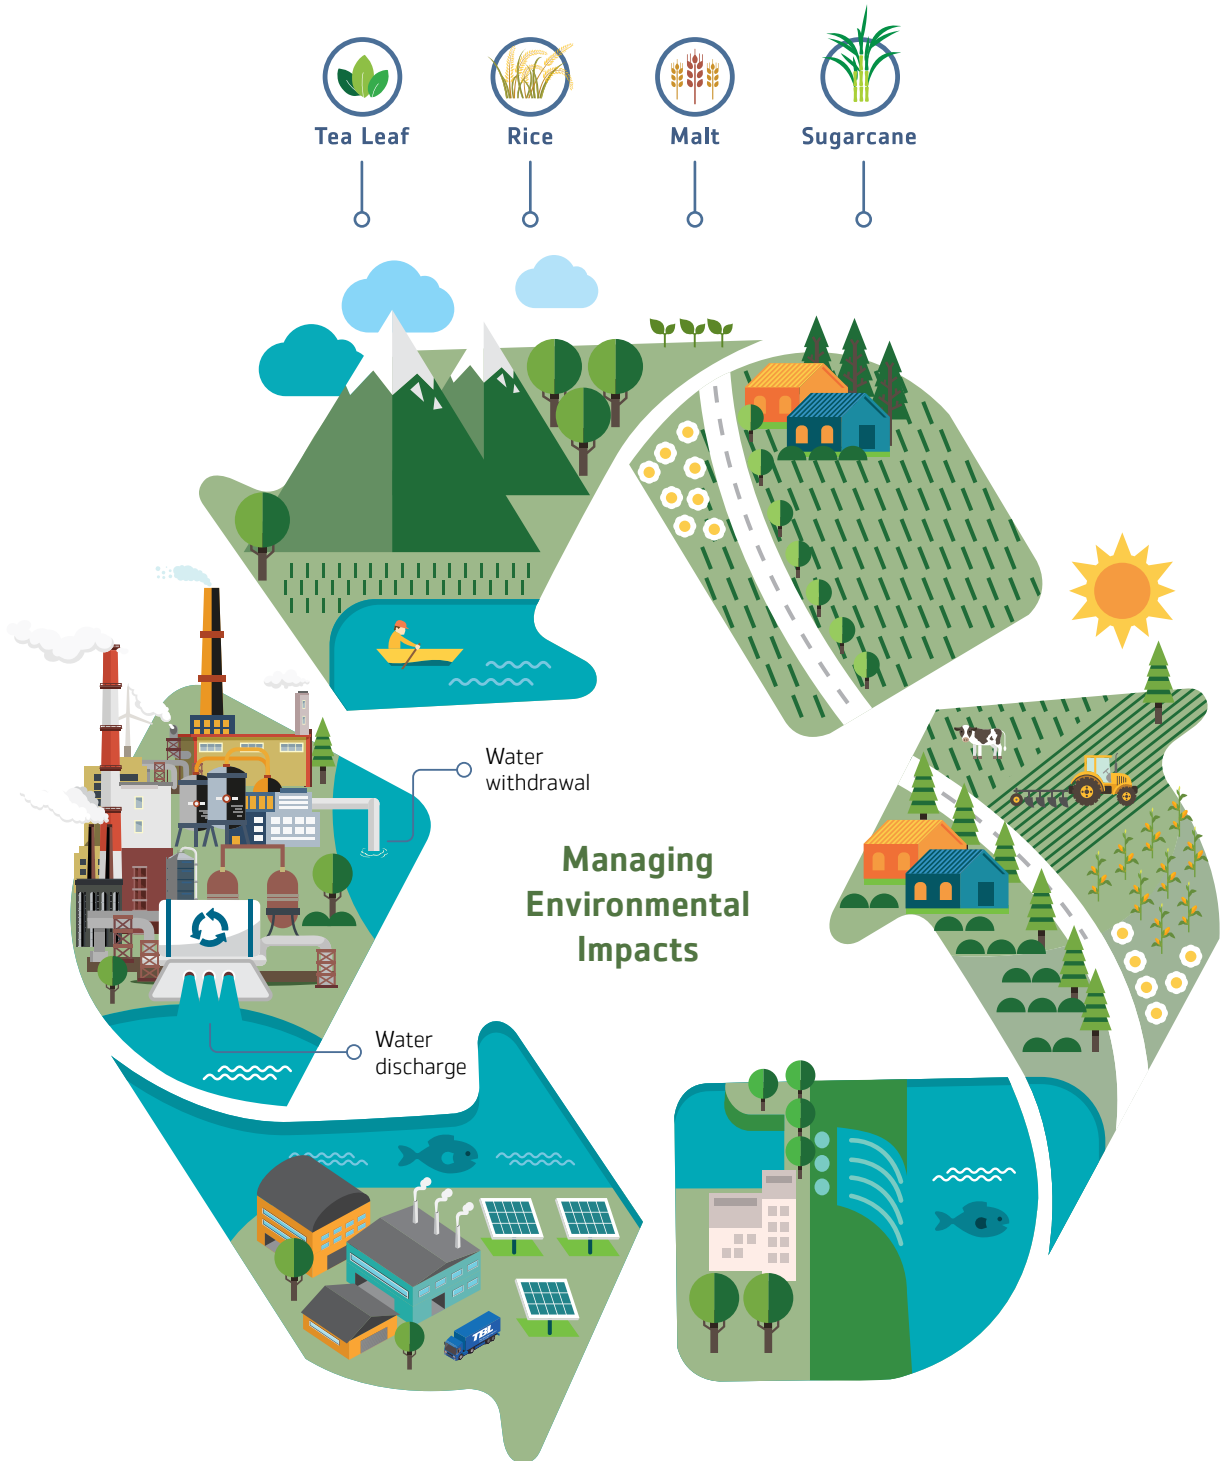 Tea Leaf
Rice
Malt
Sugarcane
Water
withdrawal
Managing
Environmental
Impacts
Water
discharge
TBL